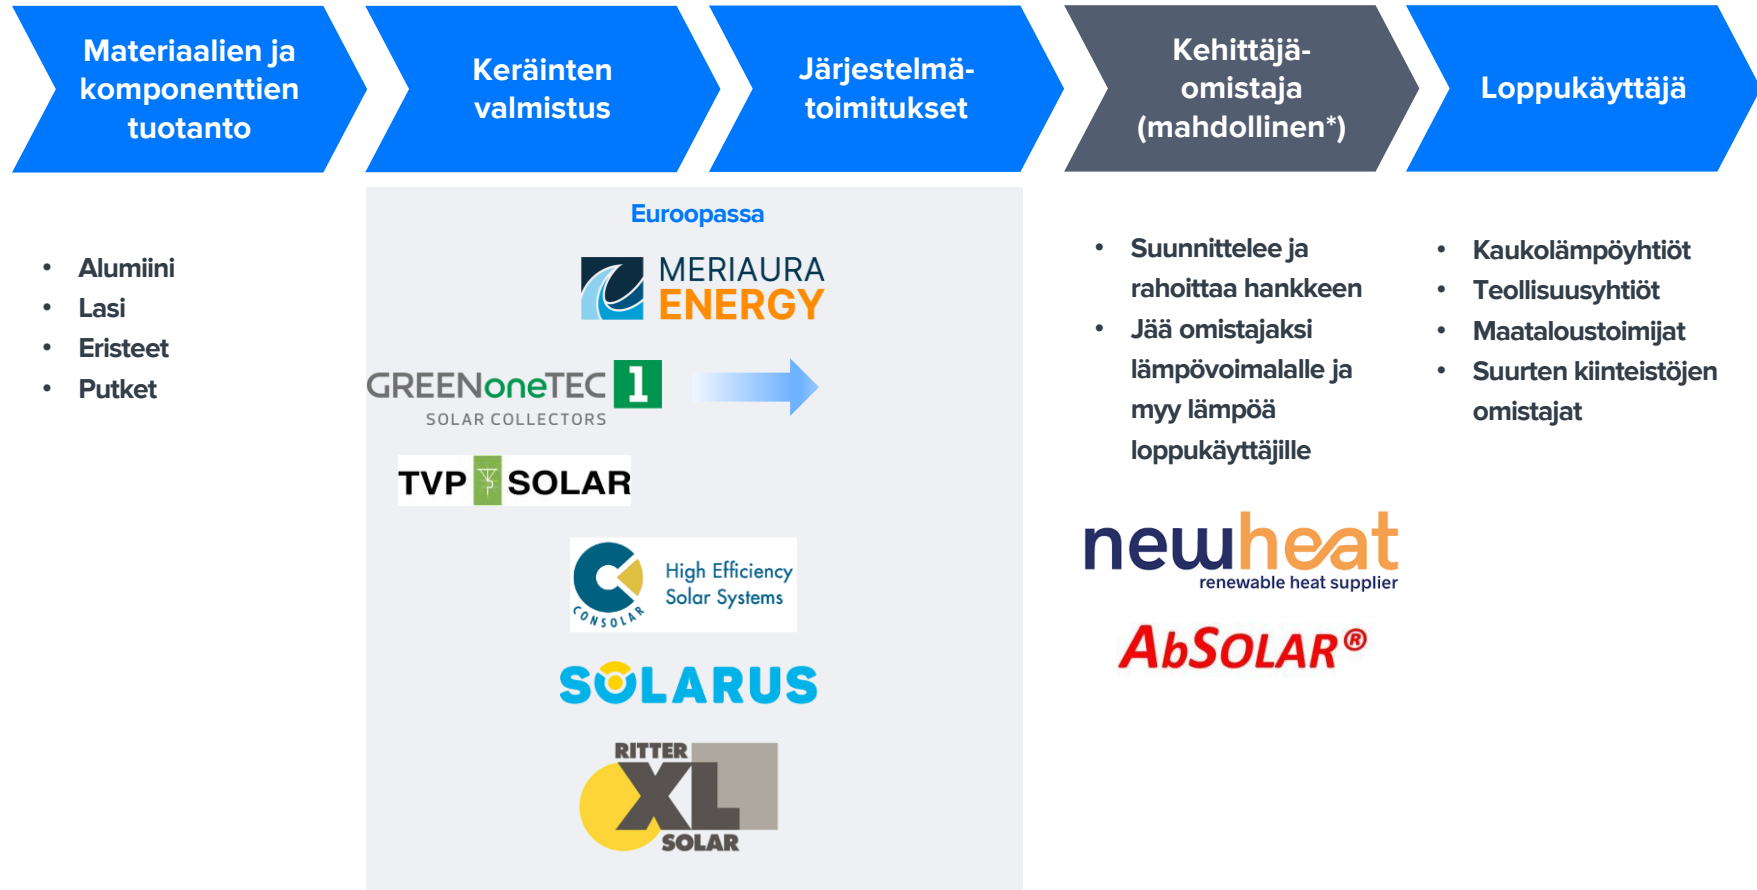 Materiaalien ja
komponenttien
tuotanto
Keräinten
valmistus
Järjestelmä-
toimitukset
Kehittäjä-
omistaja
(mahdollinen*)
Loppukäyttäjä
• Alumiini
• Lasi
• Eristeet
• Putket
Euroopassa
MERIAURA
ENERGY
GREENoneTEC 1
SOLAR COLLECTORS
TVP SOLAR
CONSOLAR
High Efficiency
Solar Systems
SOLARUS
RITTER
XL
SOLAR
• Suunnittelee ja
rahoittaa hankkeen
• Jää omistajaksi
lämpövoimalalle ja
myy lämpöä
loppukäyttäjille
newheat
renewable heat supplier
ABSOLAR®
• Kaukolämpöyhtiöt
• Teollisuusyhtiöt
• Maataloustoimijat
• Suurten kiinteistöjen
omistajat